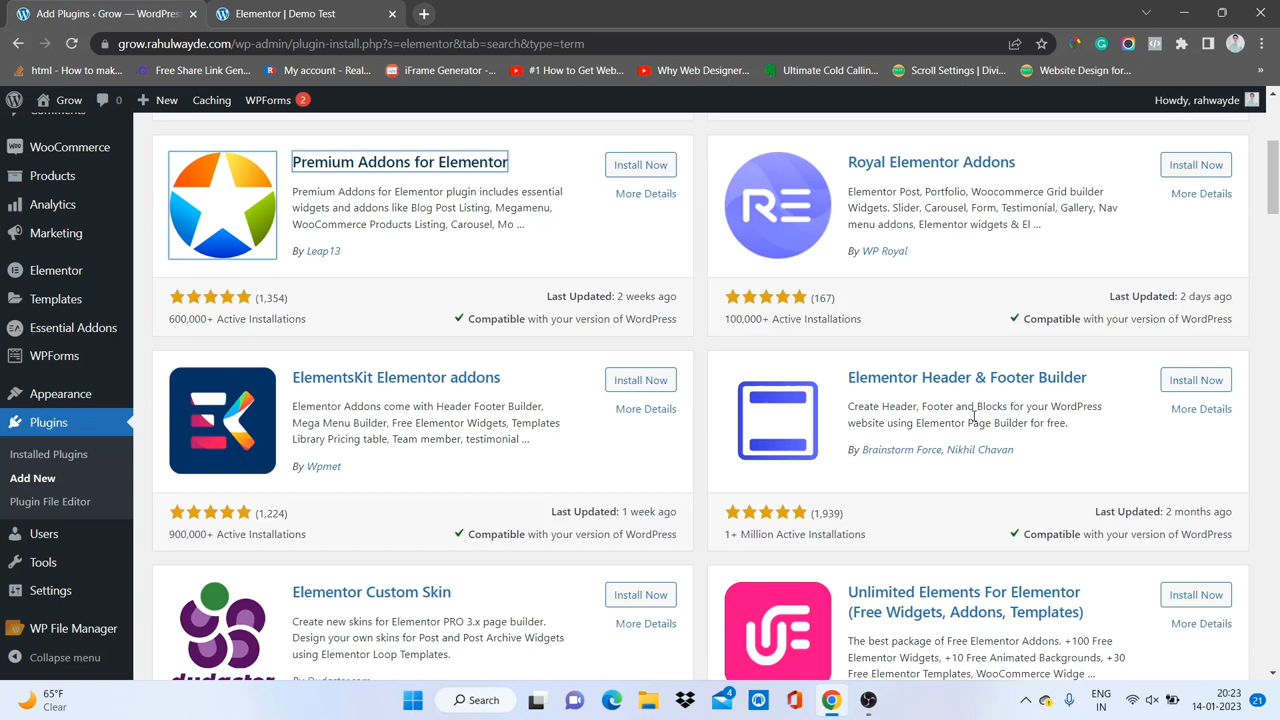 Add Plugins ‹ Grow — WordPres
Elementor | Demo Test
grow.rahulwayde.com/wp-admin/plugin-install.php?s=elementor&tab=search&type=term
html - How to mak...
Free Share Link Gen...
My account - Real...
iFrame Generator -...
#1 How to Get Web...
Why Web Designer...
Ultimate Cold Callin...
Scroll Settings | Divi...
Website Design for...
Grow
0
New
Caching
WPForms 2
Howdy, rahwayde
Comments
WooCommerce
Products
Analytics
Marketing
Elementor
Templates
Essential Addons
WPForms
Appearance
Plugins
Installed Plugins
Add New
Plugin File Editor
Users
Tools
Settings
WP File Manager
Collapse menu
Premium Addons for Elementor
Install Now
More Details
Premium Addons for Elementor plugin includes essential
widgets and addons like Blog Post Listing, Megamenu,
WooCommerce Products Listing, Carousel, Mo ...
By Leap13
(1,354)
600,000+ Active Installations
Last Updated: 2 weeks ago
Compatible with your version of WordPress
RE
Royal Elementor Addons
Install Now
More Details
Elementor Post, Portfolio, Woocommerce Grid builder
Widgets. Slider, Carousel, Form, Testimonial, Gallery, Nav
menu addons, Elementor widgets & El ...
By WP Royal
(167)
100,000+ Active Installations
Last Updated: 2 days ago
Compatible with your version of WordPress
ElementsKit Elementor addons
Install Now
More Details
Elementor Addons come with Header Footer Builder,
Mega Menu Builder, Free Elementor Widgets, Templates
Library Pricing table, Team member, testimonial ...
By Wpmet
(1,224)
900,000+ Active Installations
Last Updated: 1 week ago
Compatible with your version of WordPress
Elementor Header & Footer Builder
Install Now
More Details
Create Header, Footer and Blocks for your WordPress
website using Elementor Page Builder for free.
By Brainstorm Force, Nikhil Chavan
(1,939)
1+ Million Active Installations
Last Updated: 2 months ago
Compatible with your version of WordPress
dudaster
Elementor Custom Skin
Install Now
More Details
Create new skins for Elementor PRO 3.x page builder.
Design your own skins for Post and Post Archive Widgets
using Elementor Loop Templates.
By Dudaster.com
Unlimited Elements For Elementor
(Free Widgets, Addons, Templates)
Install Now
More Details
The best package of Free Elementor Addons. +100 Free
Elementor Widgets, +10 Free Animated Backgrounds, +30
Free Elementor Templates, WooCommerce Widge ...
65°F
Clear
Search
4
ENG
IN
20:23
14-01-2023
21